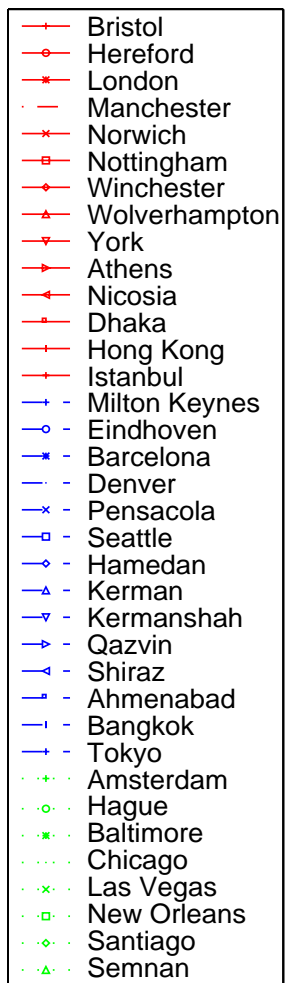 Bristol
Hereford
London
Manchester
Norwich
Nottingham
Winchester
Wolverhampton
York
Athens
Nicosia
Dhaka
Hong Kong
Istanbul
Milton Keynes
Eindhoven
Barcelona
Denver
Pensacola
Seattle
Hamedan
Kerman
Kermanshah
Qazvin
Shiraz
Ahmenabad
Bangkok
Tokyo
Amsterdam
Hague
Baltimore
Chicago
Las Vegas
New Orleans
Santiago
Semnan